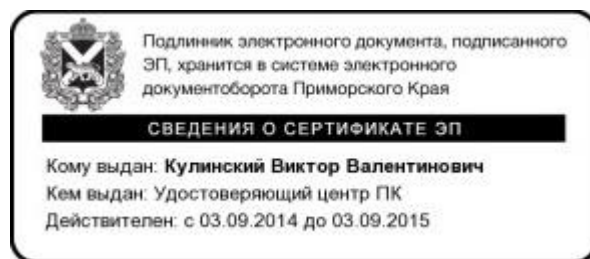 Подлинник электронного документа, подписанного
ЭП, хранится в системе электронного
документоборота Приморского Края
СВЕДЕНИЯ О СЕРТИФИКАТЕ ЭП
Кому выдан: Кулинский Виктор Валентинович
Кем выдан: Удостоверяющий центр ПК
Действителен: с 03.09.2014 до 03.09.2015